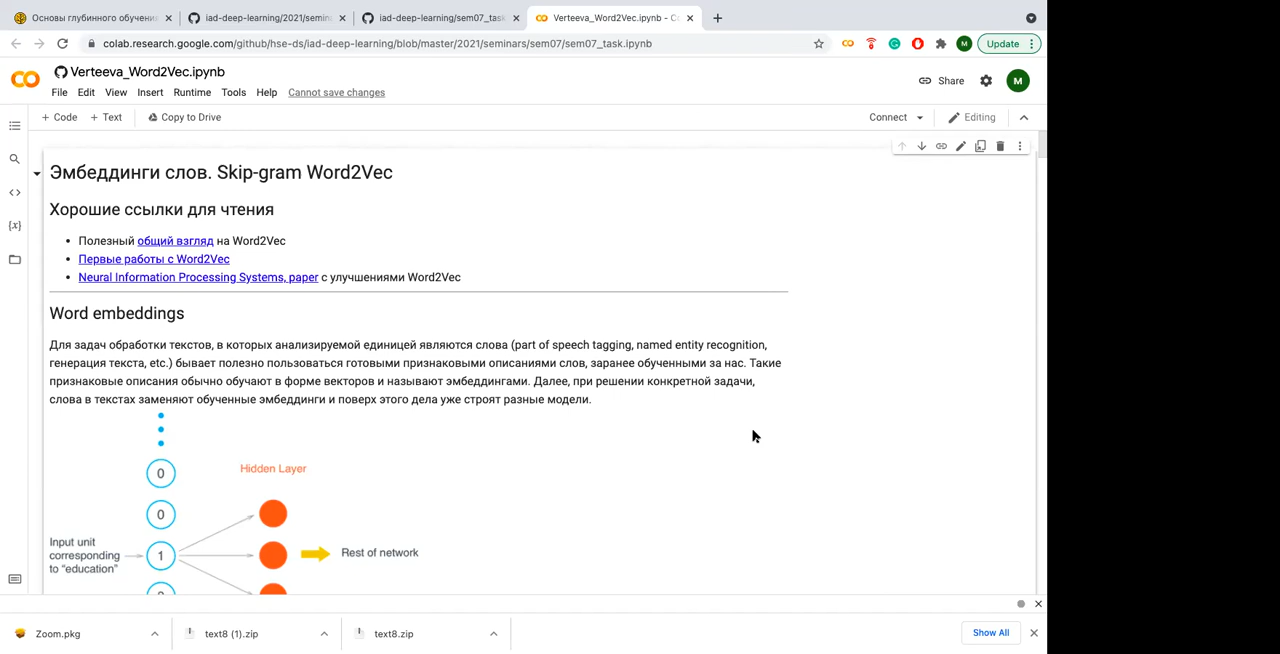 Основы глубинного обучени
iad-deep-learning/2021/semina
iad-deep-learning/sem07_task
Verteeva_Word2Vec.ipynb - Co
colab.research.google.com/github/hse-ds/iad-deep-learning/blob/master/2021/seminars/sem07/sem07_task.ipynb
M
Update
Verteeva_Word2Vec.ipynb
File Edit View Insert Runtime Tools Help Cannot save changes
Share
M
+ Code + Text Copy to Drive
Connect
Editing
Эмбеддинги слов. Skip-gram Word2Vec
Хорошие ссылки для чтения
• Полезный общий взгляд на Word2Vec
• Первые работы с Word2Vec
• Neural Information Processing Systems, paper с улучшениями Word2Vec
Word embeddings
Для задач обработки текстов, в которых анализируемой единицей являются слова (part of speech tagging, named entity recognition,
генерация текста, etc.) бывает полезно пользоваться готовыми признаковыми описаниями слов, заранее обученными за нас. Такие
признаковые описания обычно обучают в форме векторов и называют эмбеддингами. Далее, при решении конкретной задачи,
слова в текстах заменяют обученные эмбеддинги и поверх этого дела уже строят разные модели.
0
Hidden Layer
0
Input unit
corresponding
to “education”
1
Rest of network
Zoom.pkg
text8 (1).zip
text8.zip
Show All